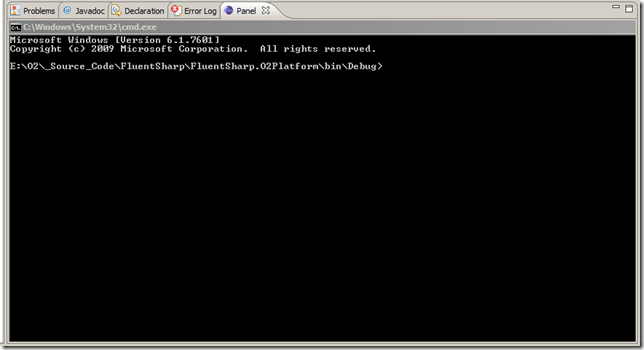 Problems @ Javadoc Declaration Error Log Panel
C:\Windows\System32\cmd.exe
Microsoft Windows [Version 6.1.7601]
Copyright (c) 2009 Microsoft Corporation.  All rights reserved.
E:\O2\_Source_Code\FluentSharp\FluentSharp.O2Platform\bin\Debug>